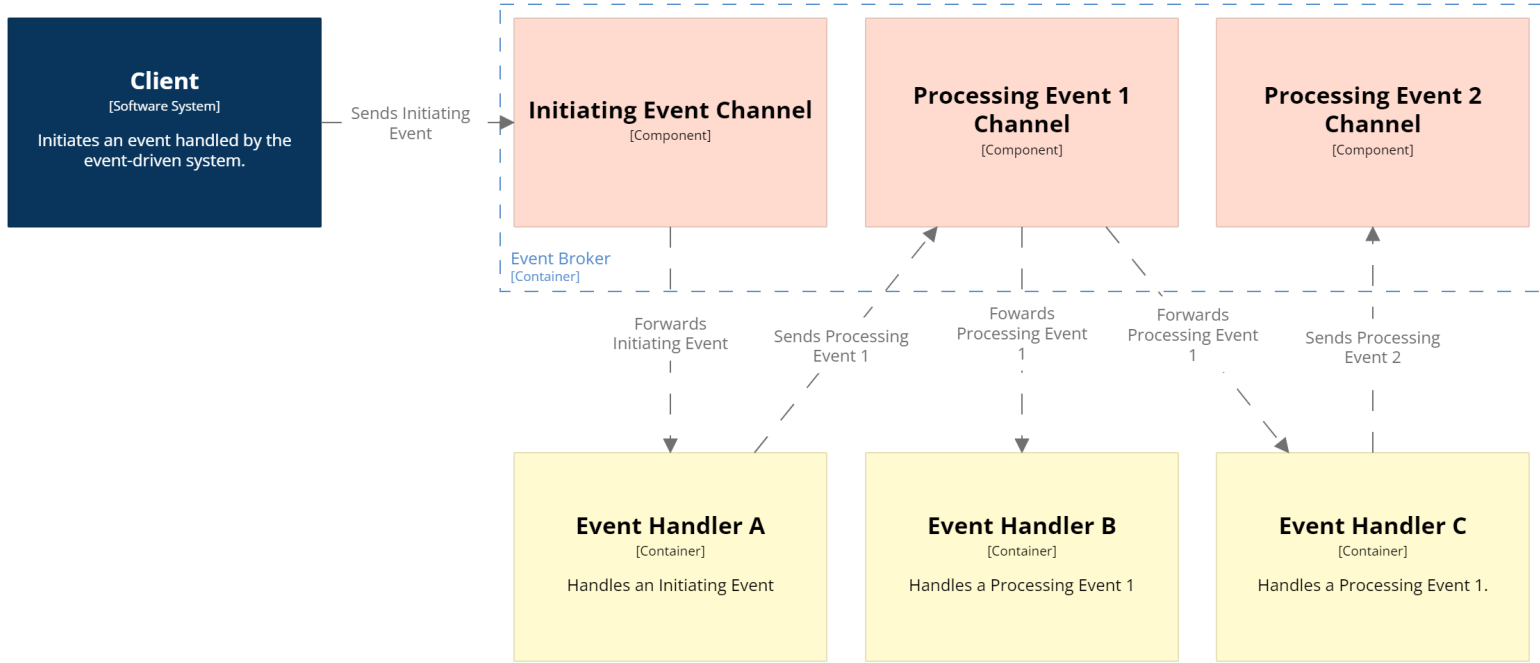 Client
[Software System]
Initiates an event handled by the
event-driven system.
Sends Initiating
Event
Initiating Event Channel
[Component]
Processing Event 1
Channel
[Component]
Processing Event 2
Channel
[Component]
Event Broker
[Container]
Forwards
Initiating Event
Sends Processing
Event 1
Fowards
Processing Event
1
Forwards
Processing Event
1
Sends Processing
Event 2
Event Handler A
[Container]
Handles an Initiating Event
Event Handler B
[Container]
Handles a Processing Event 1
Event Handler C
[Container]
Handles a Processing Event 1.